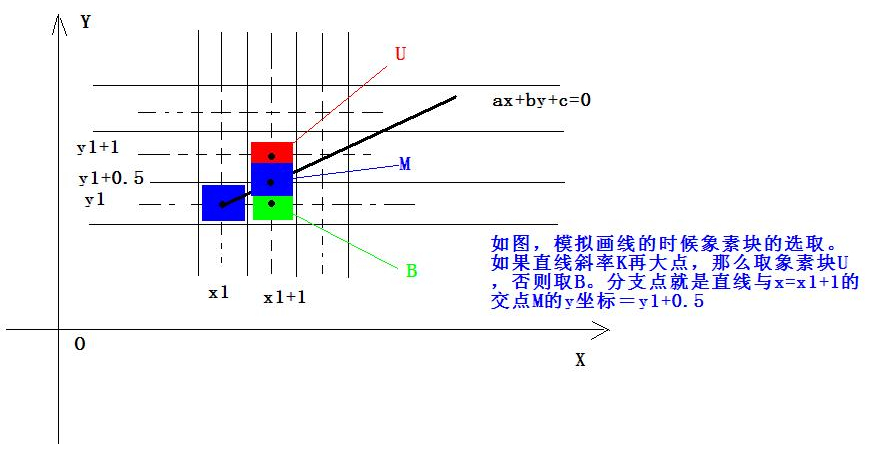 Y
U
ax+by+c=0
y1+1
M
y1+0.5
y1
B
如图，模拟画线的时候象素块的选取。
如果直线斜率K再大点，那么取象素块U
，否则取B。分支点就是直线与x=x1+1的
交点M的y坐标＝y1+0.5
x1
x1+1
O
X